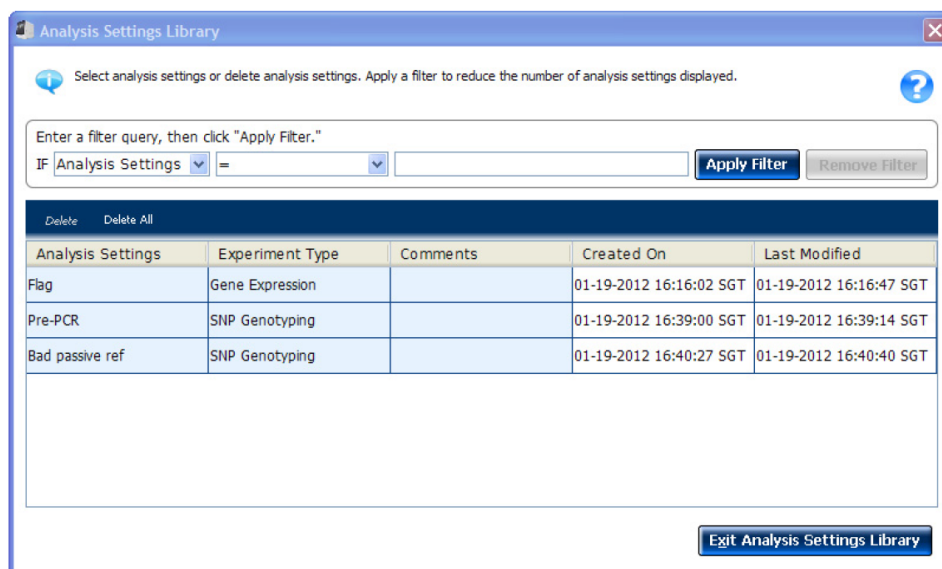 Analysis Settings Library
Select analysis settings or delete analysis settings. Apply a filter to reduce the number of analysis settings displayed.
?
Enter a filter query, then click "Apply Filter."
IF Analysis Settings = Apply Filter Remove Filter
Delete Delete All
Analysis Settings Experiment Type Comments Created On Last Modified
Flag Gene Expression 01-19-2012 16:16:02 SGT 01-19-2012 16:16:47 SGT
Pre-PCR SNP Genotyping 01-19-2012 16:39:00 SGT 01-19-2012 16:39:14 SGT
Bad passive ref SNP Genotyping 01-19-2012 16:40:27 SGT 01-19-2012 16:40:40 SGT
Exit Analysis Settings Library